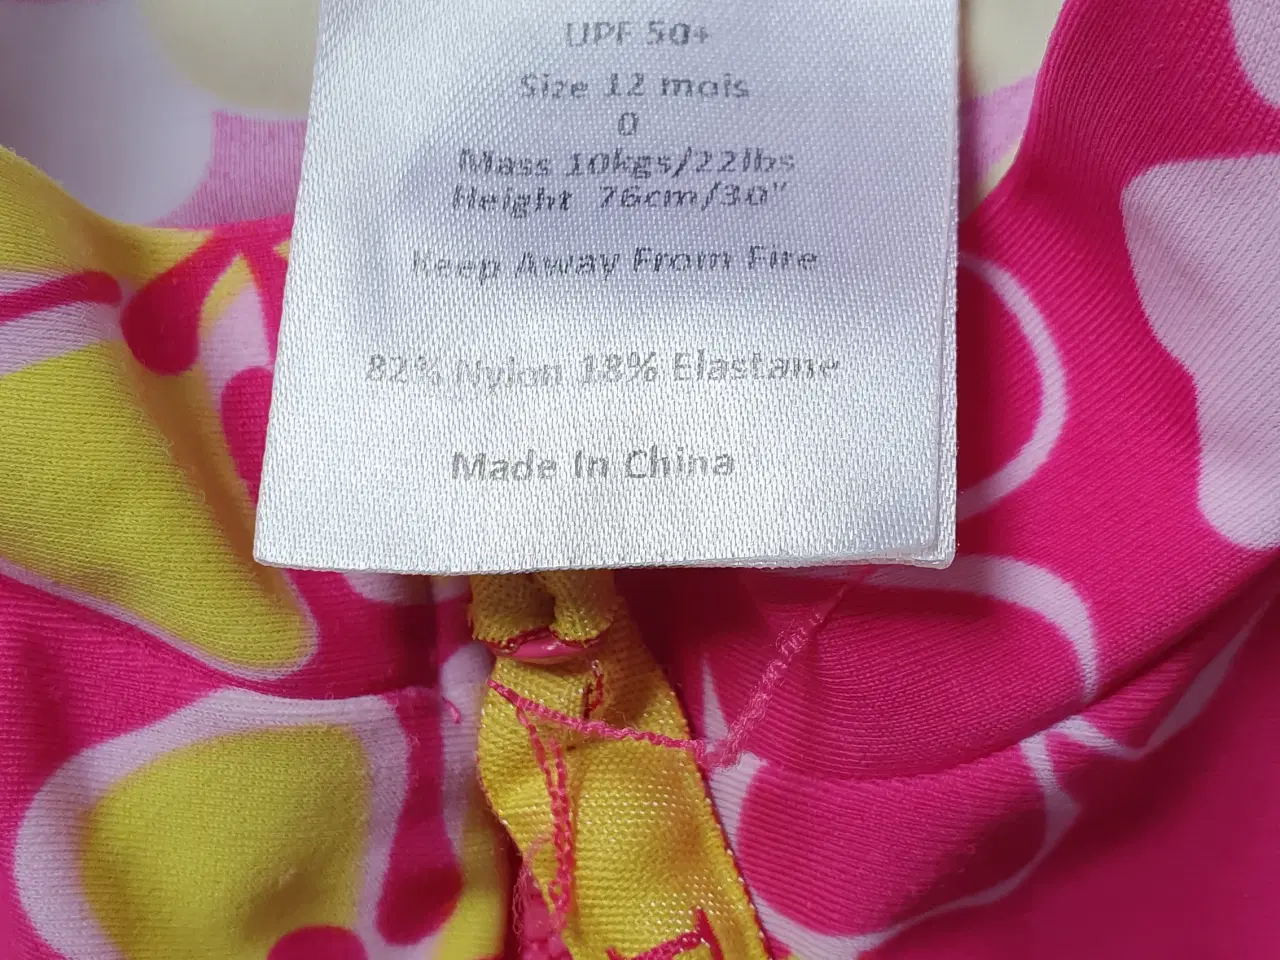 UPF 50+
Size 12 mois
0
Mass 10kgs/22lbs
Height 76cm/30"
Keep Away From Fire
82% Nylon 18% Elastane
Made In China